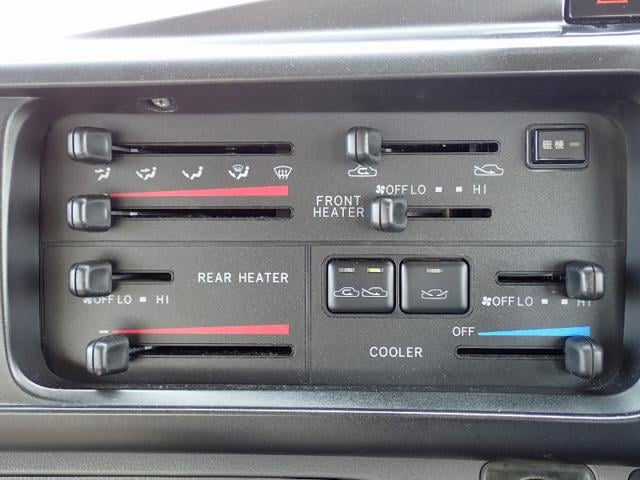 暖機
OFF LO HI
FRONT
HEATER
REAR HEATER
OFF LO HI
OFF LO HI
OFF
COOLER